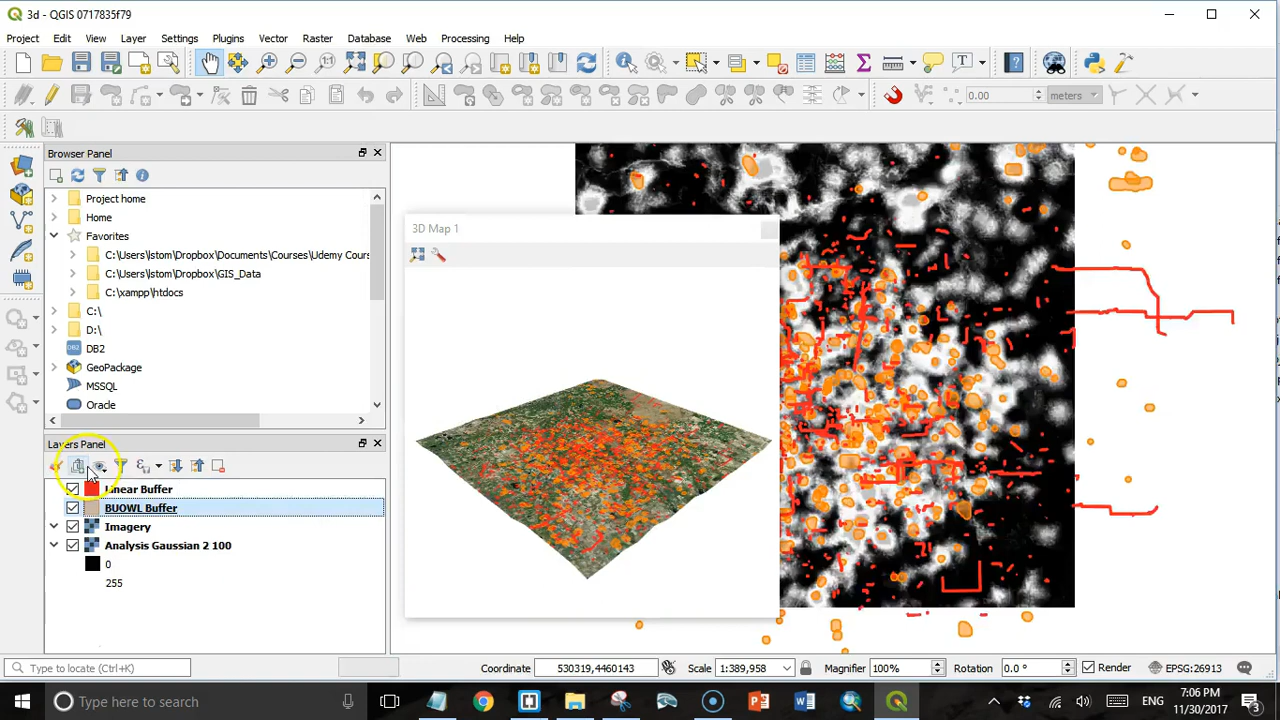 3d - QGIS 0717835f79
Project Edit View Layer Settings Plugins Vector Raster Database Web Processing Help
0.00 meters
Browser Panel
Project home
Home
Favorites
C:\Users\lstom\Dropbox\Documents\Courses\Udemy Cours
C:\Users\lstom\Dropbox\GIS_Data
C:\xampp\htdocs
C:\
D:\
DB2
GeoPackage
MSSQL
Oracle
Layers Panel
Linear Buffer
BUOWL Buffer
Imagery
Analysis Gaussian 2 100
0
255
3D Map 1
Type to locate (Ctrl+K) Coordinate 530319,4460143 Scale 1:389,958 Magnifier 100% Rotation 0.0 ° Render EPSG:26913
Type here to search
ENG
7:06 PM
11/30/2017
3